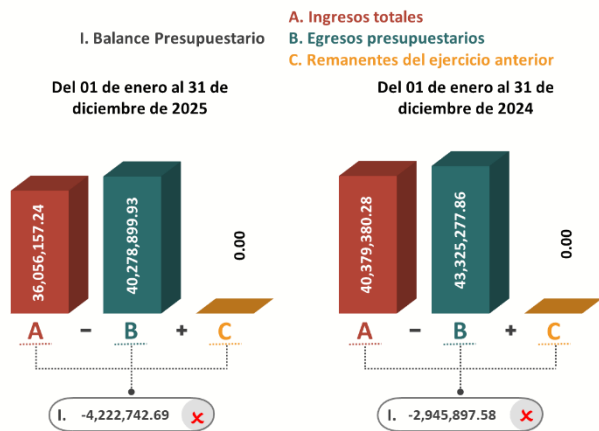 A. Ingresos totales
I. Balance Presupuestario
B. Egresos presupuestarios
C. Remanentes del ejercicio anterior
Del 01 de enero al 31 de
diciembre de 2025
36,056,157.24
40,278,899.93
0.00
A - B + C
I. -4,222,742.69 x
Del 01 de enero al 31 de
diciembre de 2024
40,379,380.28
43,325,277.86
0.00
A - B + C
I. -2,945,897.58 x